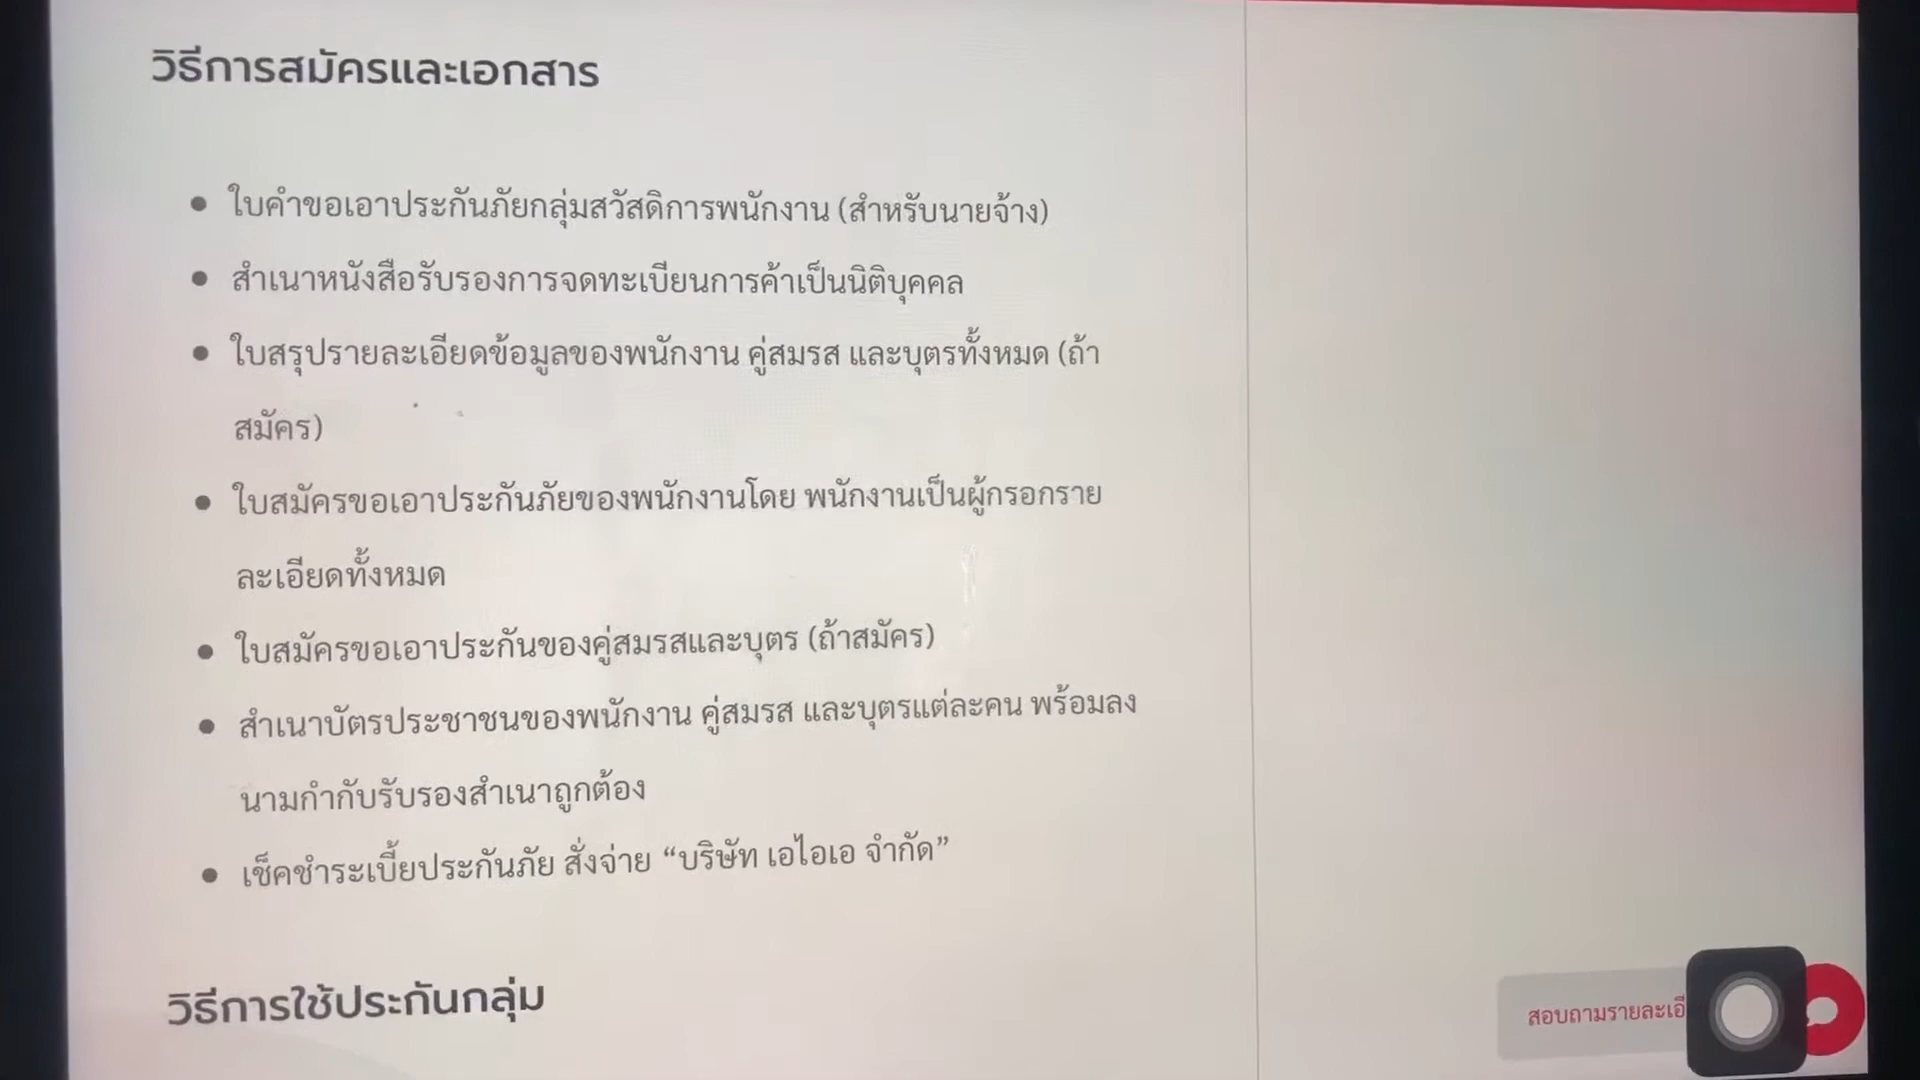 วิธีการสมัครและเอกสาร
● ใบคำขอเอาประกันภัยกลุ่มสวัสดิการพนักงาน (สำหรับนายจ้าง)
● สำเนาหนังสือรับรองการจดทะเบียนการค้าเป็นนิติบุคคล
● ใบสรุปรายละเอียดข้อมูลของพนักงาน คู่สมรส และบุตรทั้งหมด (ถ้า
สมัคร)
● ใบสมัครขอเอาประกันภัยของพนักงานโดย พนักงานเป็นผู้กรอกราย
ละเอียดทั้งหมด
● ใบสมัครขอเอาประกันของคู่สมรสและบุตร (ถ้าสมัคร)
● สำเนาบัตรประชาชนของพนักงาน คู่สมรส และบุตรแต่ละคน พร้อมลง
นามกำกับรับรองสำเนาถูกต้อง
● เช็คชำระเบี้ยประกันภัย สั่งจ่าย “บริษัท เอไอเอ จำกัด”
วิธีการใช้ประกันกลุ่ม
สอบถามรายละเอี